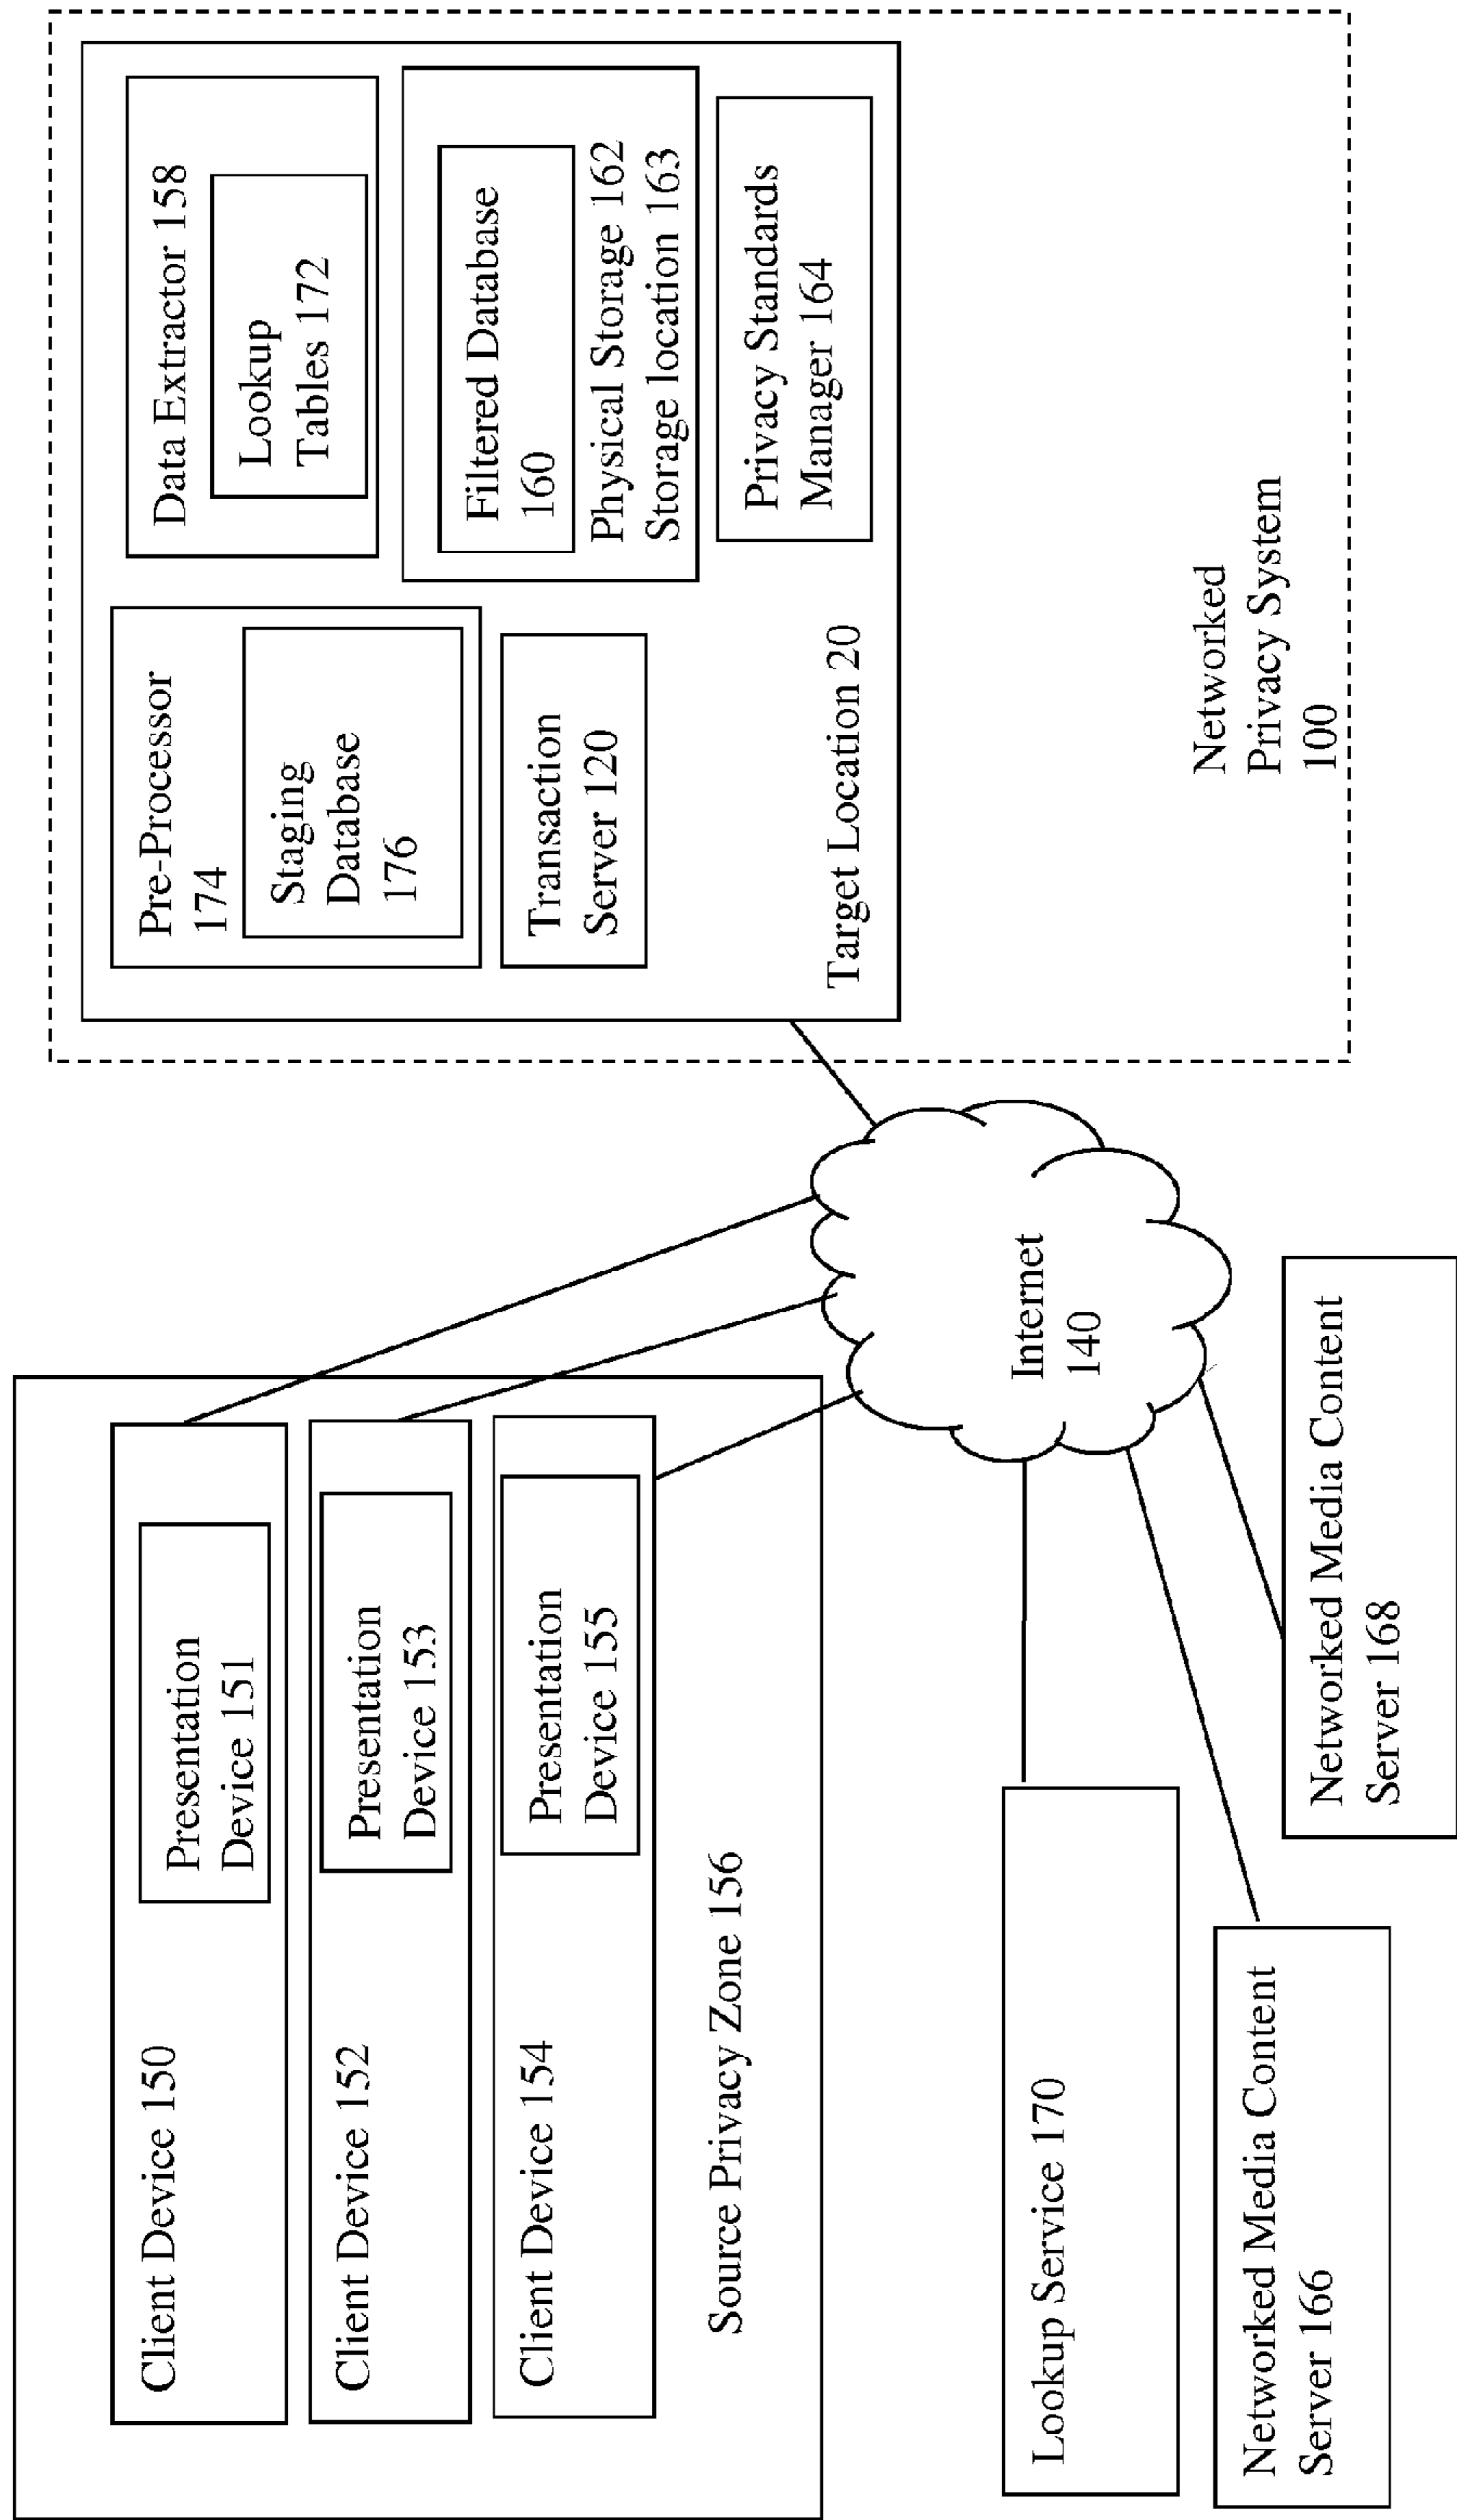 Client Device 150
Presentation
Device 151
Client Device 152
Presentation
Device 153
Client Device 154
Presentation
Device 155
Source Privacy Zone 156
Lookup Service 170
Networked Media Content
Server 166
Networked Media Content
Server 168
Internet
140
Pre-Processor
174
Staging
Database
176
Transaction
Server 120
Data Extractor 158
Lookup
Tables 172
Filtered Database
160
Physical Storage 162
Storage location 163
Privacy Standards
Manager 164
Target Location 20
Networked
Privacy System
100